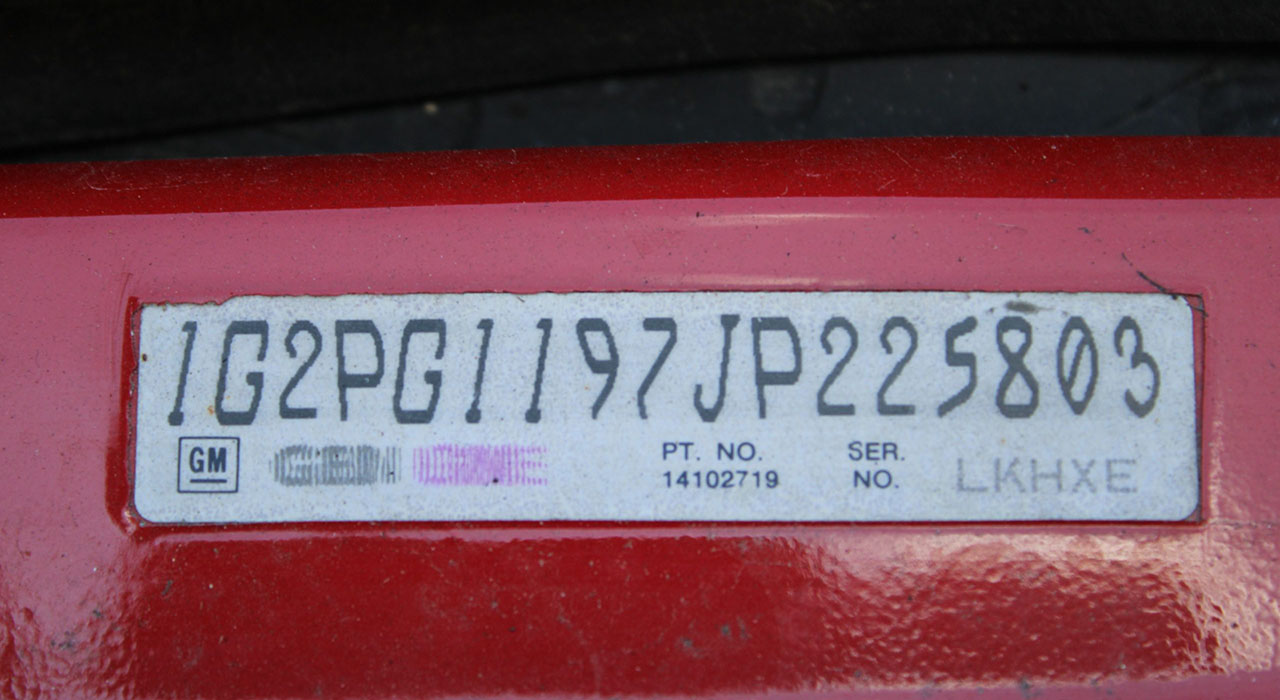 1G2PG1197JP225803
GM
PT. NO.
14102719
SER.
NO.
LKHXE